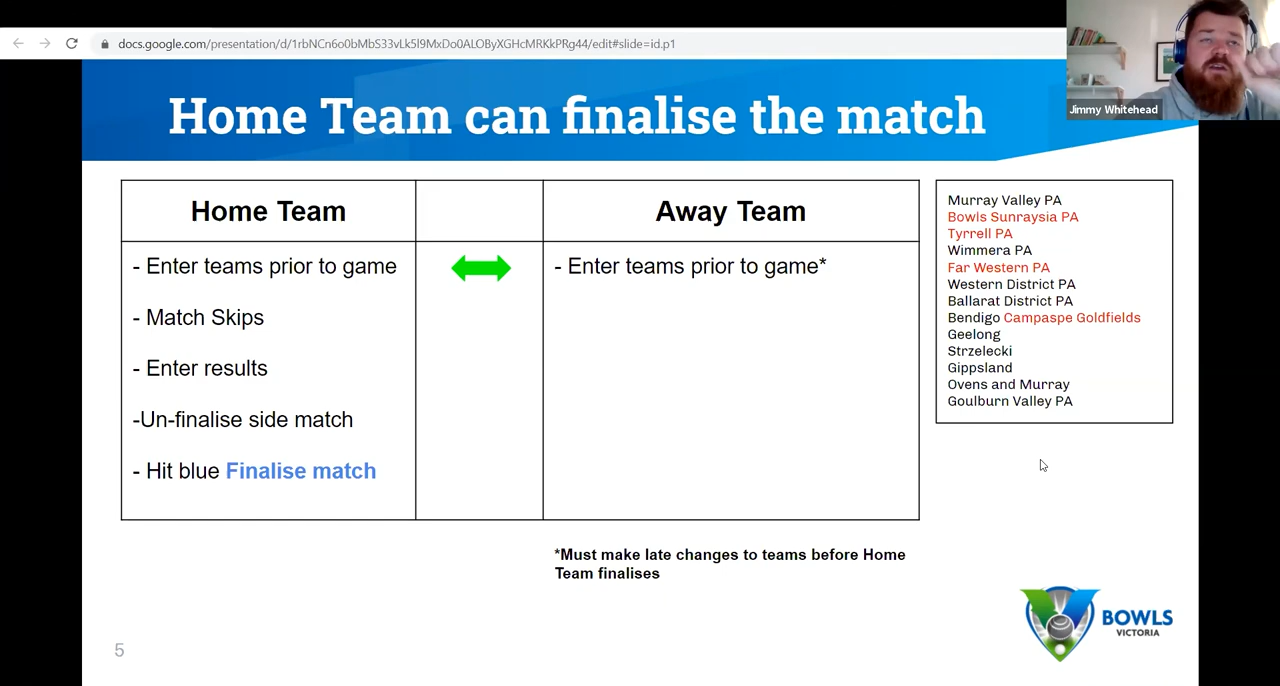 docs.google.com/presentation/d/1rbNCn6o0bMbS33vLk5l9MxDo0ALOByXGHcMRKkPRg44/edit#slide=id.p1
Jimmy Whitehead
Home Team can finalise the match
Home Team
Away Team
- Enter teams prior to game
- Match Skips
- Enter results
-Un-finalise side match
- Hit blue Finalise match
- Enter teams prior to game*
Murray Valley PA
Bowls Sunraysia PA
Tyrrell PA
Wimmera PA
Far Western PA
Western District PA
Ballarat District PA
Bendigo Campaspe Goldfields
Geelong
Strzelecki
Gippsland
Ovens and Murray
Goulburn Valley PA
*Must make late changes to teams before Home
Team finalises
BOWLS
VICTORIA
5